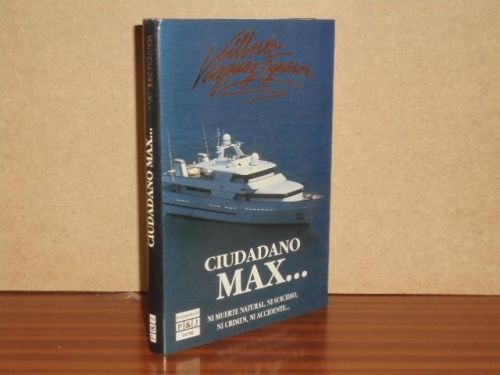 Alberto
Vázquez-Figueroa
CIUDADANO
MAX...
NI MUERTE NATURAL, NI SUICIDIO,
NI CRIMEN, NI ACCIDENTE...
CIUDADANO MAX...
P&J
P&J